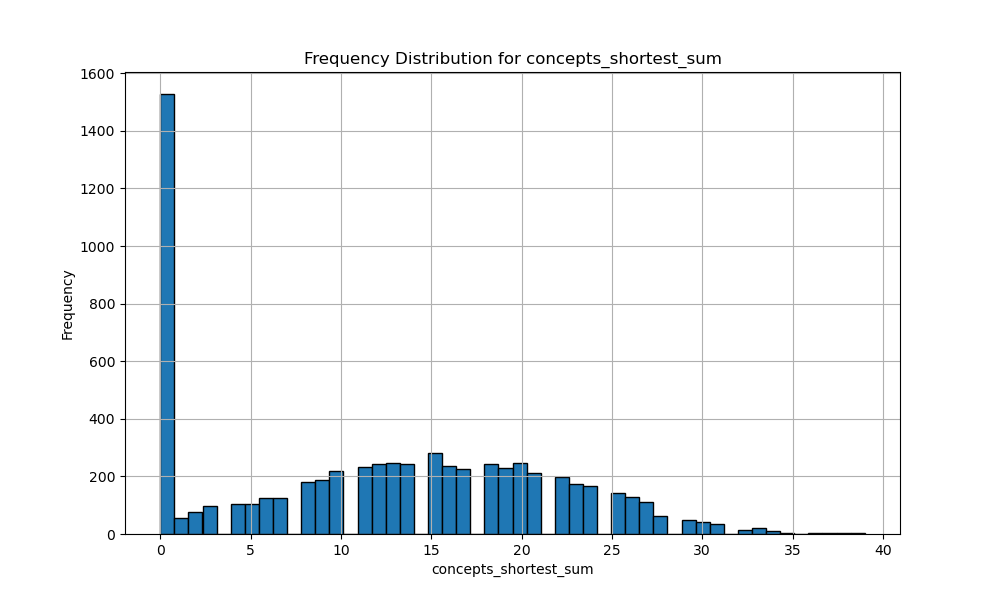 Frequency Distribution for concepts_shortest_sum
1600
1400
1200
1000
800
600
400
200
0
Frequency
0 5 10 15 20 25 30 35 40
concepts_shortest_sum